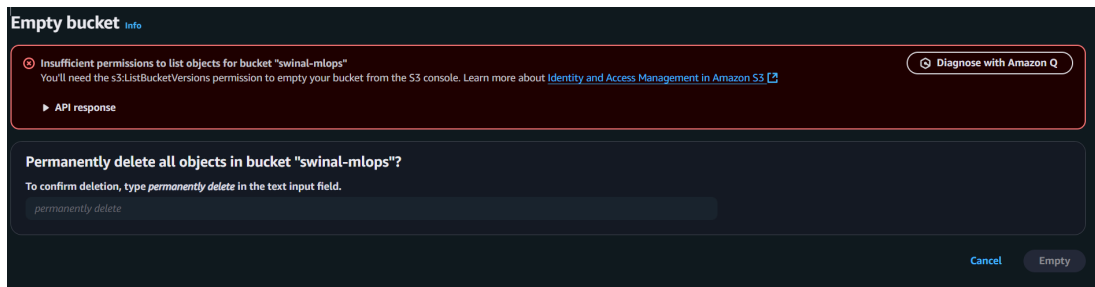 Empty bucket Info
Insufficient permissions to list objects for bucket "swinal-mlops"
You'll need the s3:ListBucketVersions permission to empty your bucket from the S3 console. Learn more about Identity and Access Management in Amazon S3
Diagnose with Amazon Q
API response
Permanently delete all objects in bucket "swinal-mlops"?
To confirm deletion, type permanently delete in the text input field.
permanently delete
Cancel
Empty